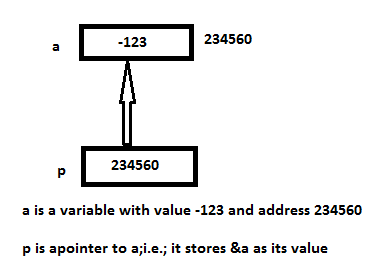 a -123 234560
p 234560
a is a variable with value -123 and address 234560
p is apointer to a;i.e.; it stores &a as its value